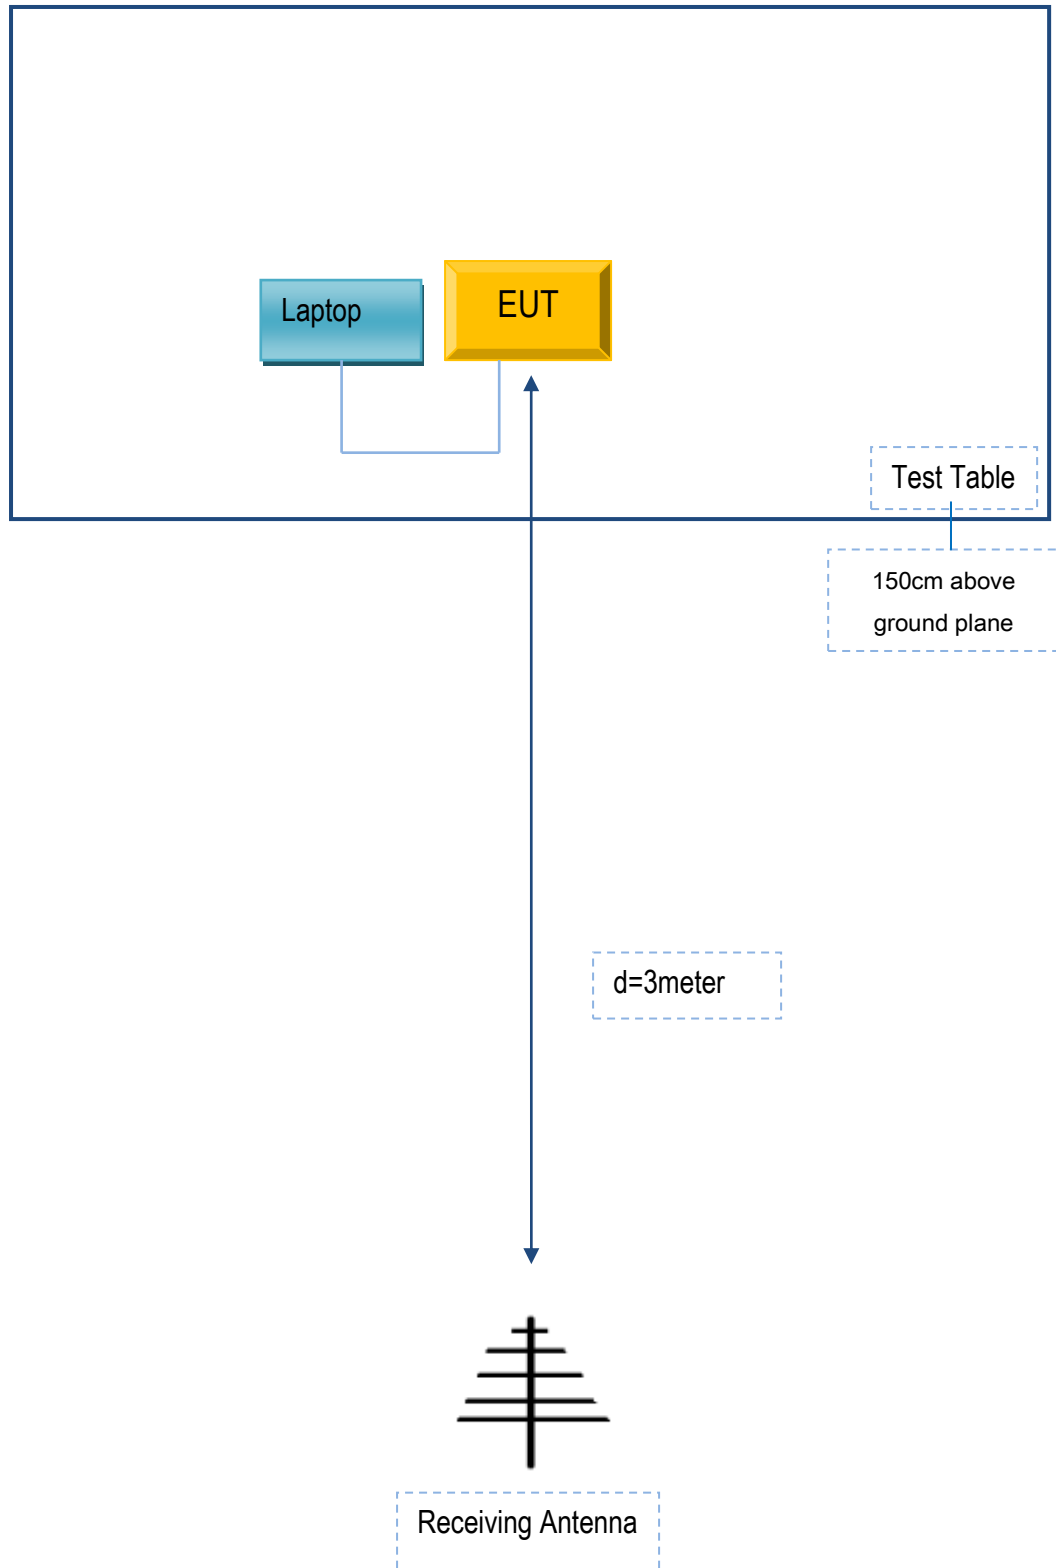 Laptop
EUT
Test Table
150cm above
ground plane
d=3meter
Receiving Antenna